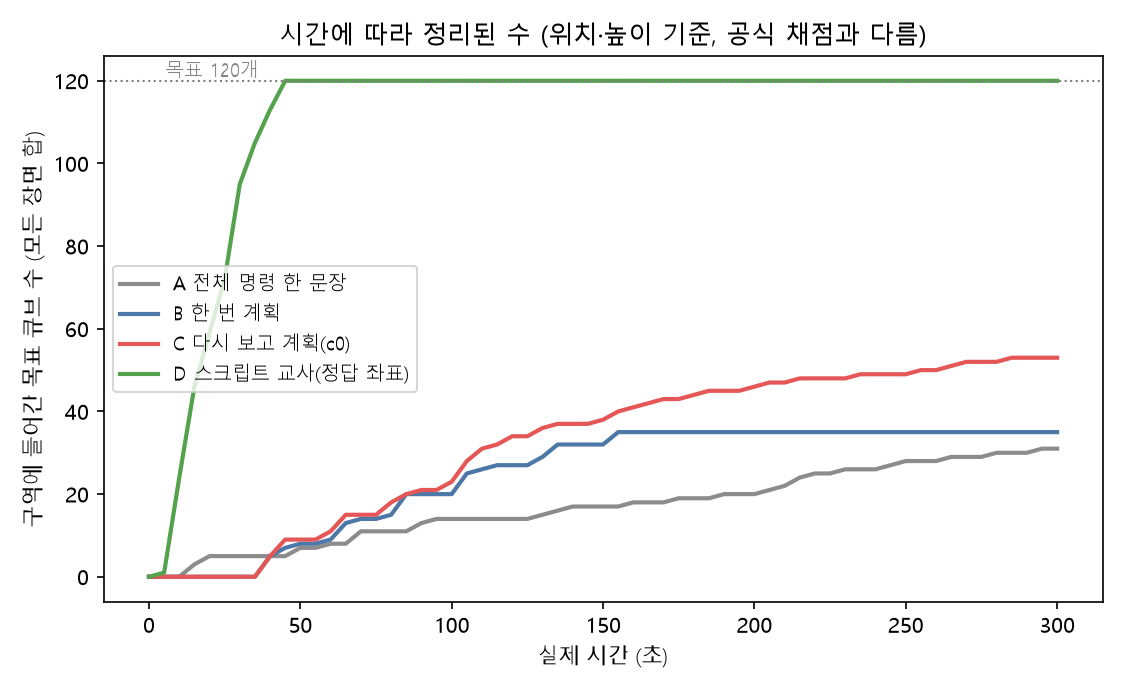 시간에 따라 정리된 수 (위치·높이 기준, 공식 채점과 다름)
목표 120개
120
100
80
60
40
20
0
구역에 들어간 목표 큐브 수 (모든 장면 합)
A 전체 명령 한 문장
B 한 번 계획
C 다시 보고 계획(c0)
D 스크립트 교사(정답 좌표)
0 50 100 150 200 250 300
실제 시간 (초)